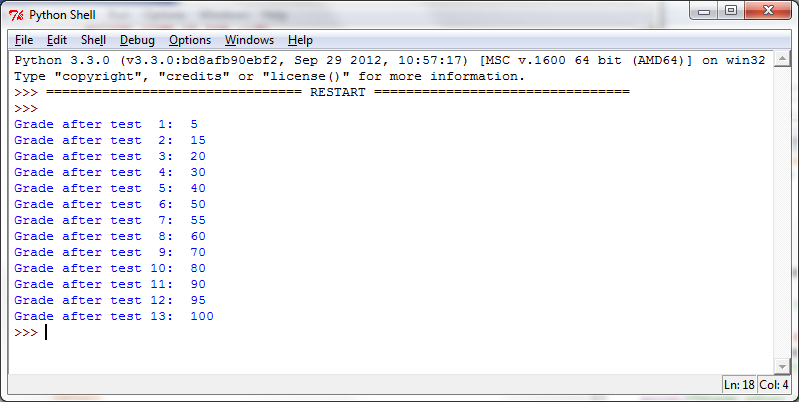 Python Shell
File Edit Shell Debug Options Windows Help
Python 3.3.0 (v3.3.0:bd8afb90ebf2, Sep 29 2012, 10:57:17) [MSC v.1600 64 bit (AMD64)] on win32
Type "copyright", "credits" or "license()" for more information.
>>> ================================ RESTART ================================
>>>
Grade after test  1:  5
Grade after test  2:  15
Grade after test  3:  20
Grade after test  4:  30
Grade after test  5:  40
Grade after test  6:  50
Grade after test  7:  55
Grade after test  8:  60
Grade after test  9:  70
Grade after test 10:  80
Grade after test 11:  90
Grade after test 12:  95
Grade after test 13:  100
>>>
Ln: 18 Col: 4